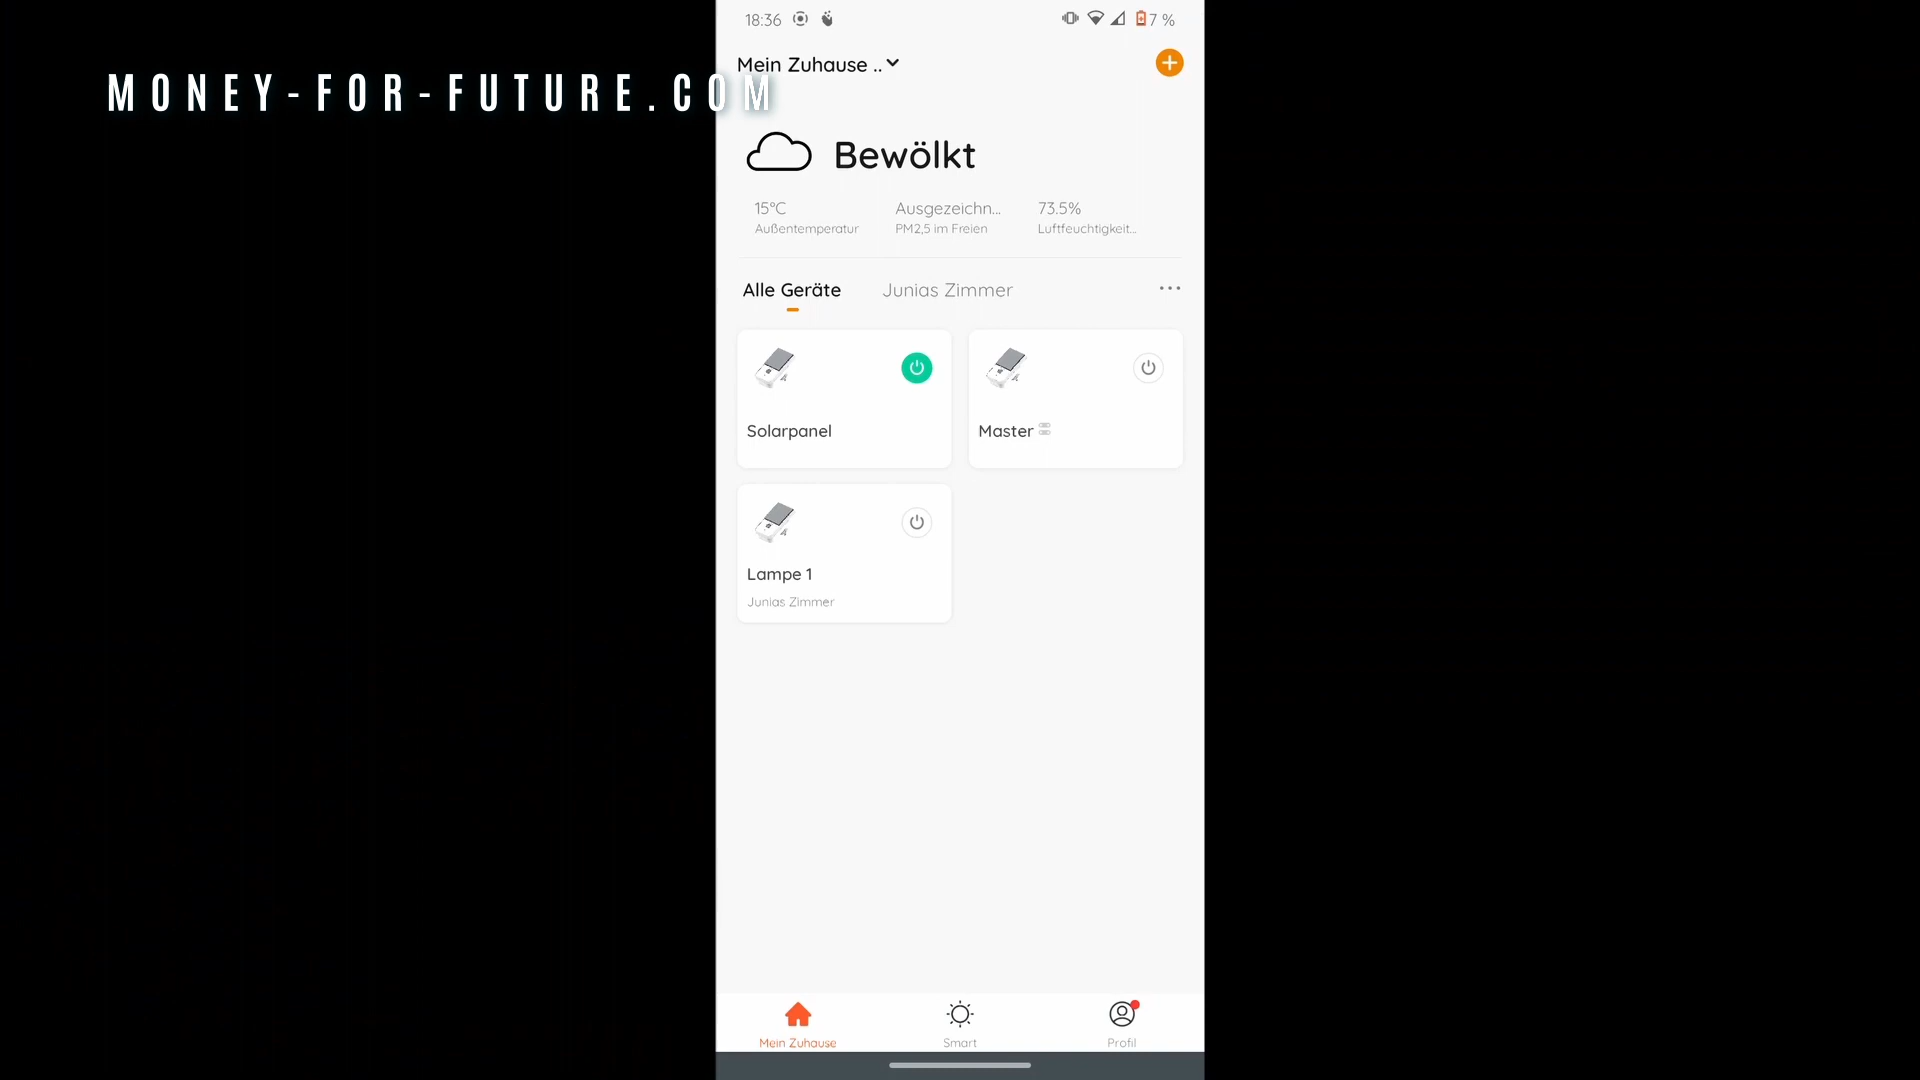 18:36 7 %
Mein Zuhause ..
MONEY-FOR-FUTURE.COM
Bewölkt
15°C Ausgezeichn... 73.5%
Außentemperatur PM2,5 im Freien Luftfeuchtigkeit...
Alle Geräte Junias Zimmer
Solarpanel Master
Lampe 1
Junias Zimmer
Mein Zuhause Smart Profil